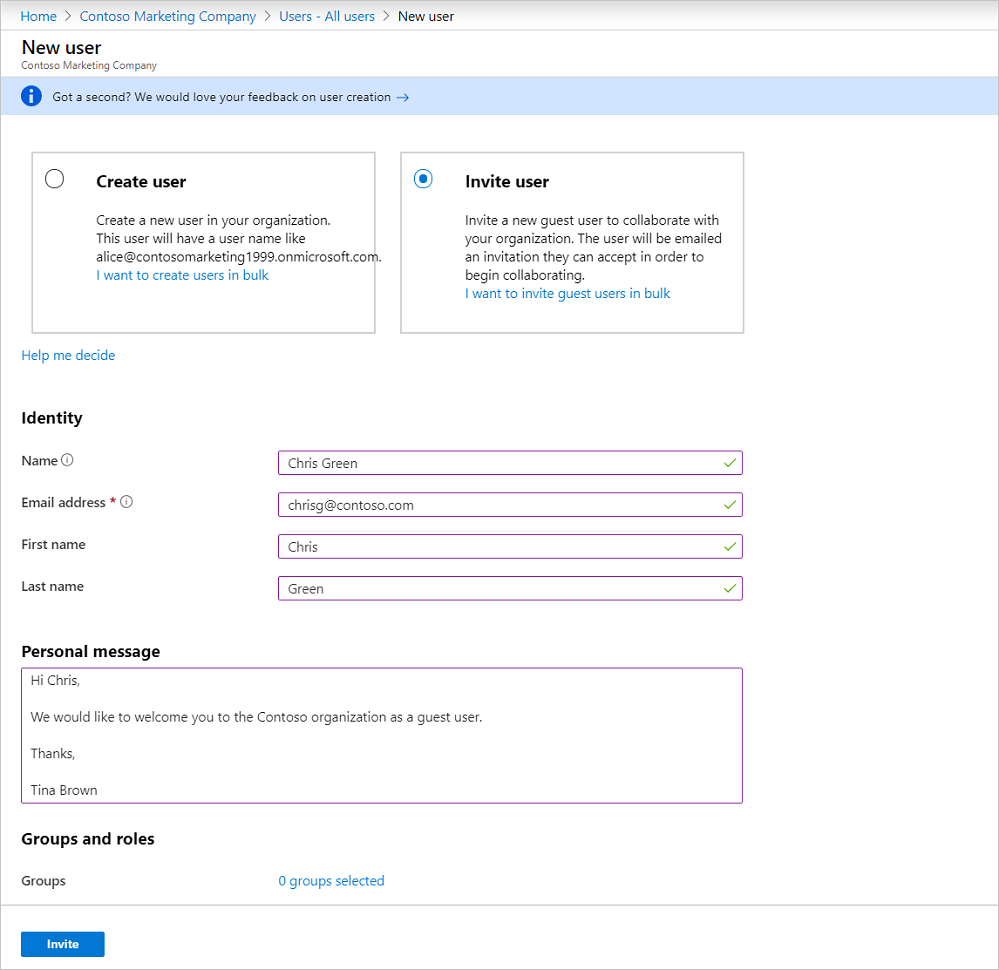 Home > Contoso Marketing Company > Users - All users > New user
New user
Contoso Marketing Company
Got a second? We would love your feedback on user creation →
Create user
Create a new user in your organization.
This user will have a user name like
alice@contosomarketing1999.onmicrosoft.com.
I want to create users in bulk
Invite user
Invite a new guest user to collaborate with
your organization. The user will be emailed
an invitation they can accept in order to
begin collaborating.
I want to invite guest users in bulk
Help me decide
Identity
Name
Chris Green
Email address *
chrisg@contoso.com
First name
Chris
Last name
Green
Personal message
Hi Chris,
We would like to welcome you to the Contoso organization as a guest user.
Thanks,
Tina Brown
Groups and roles
Groups
0 groups selected
Invite